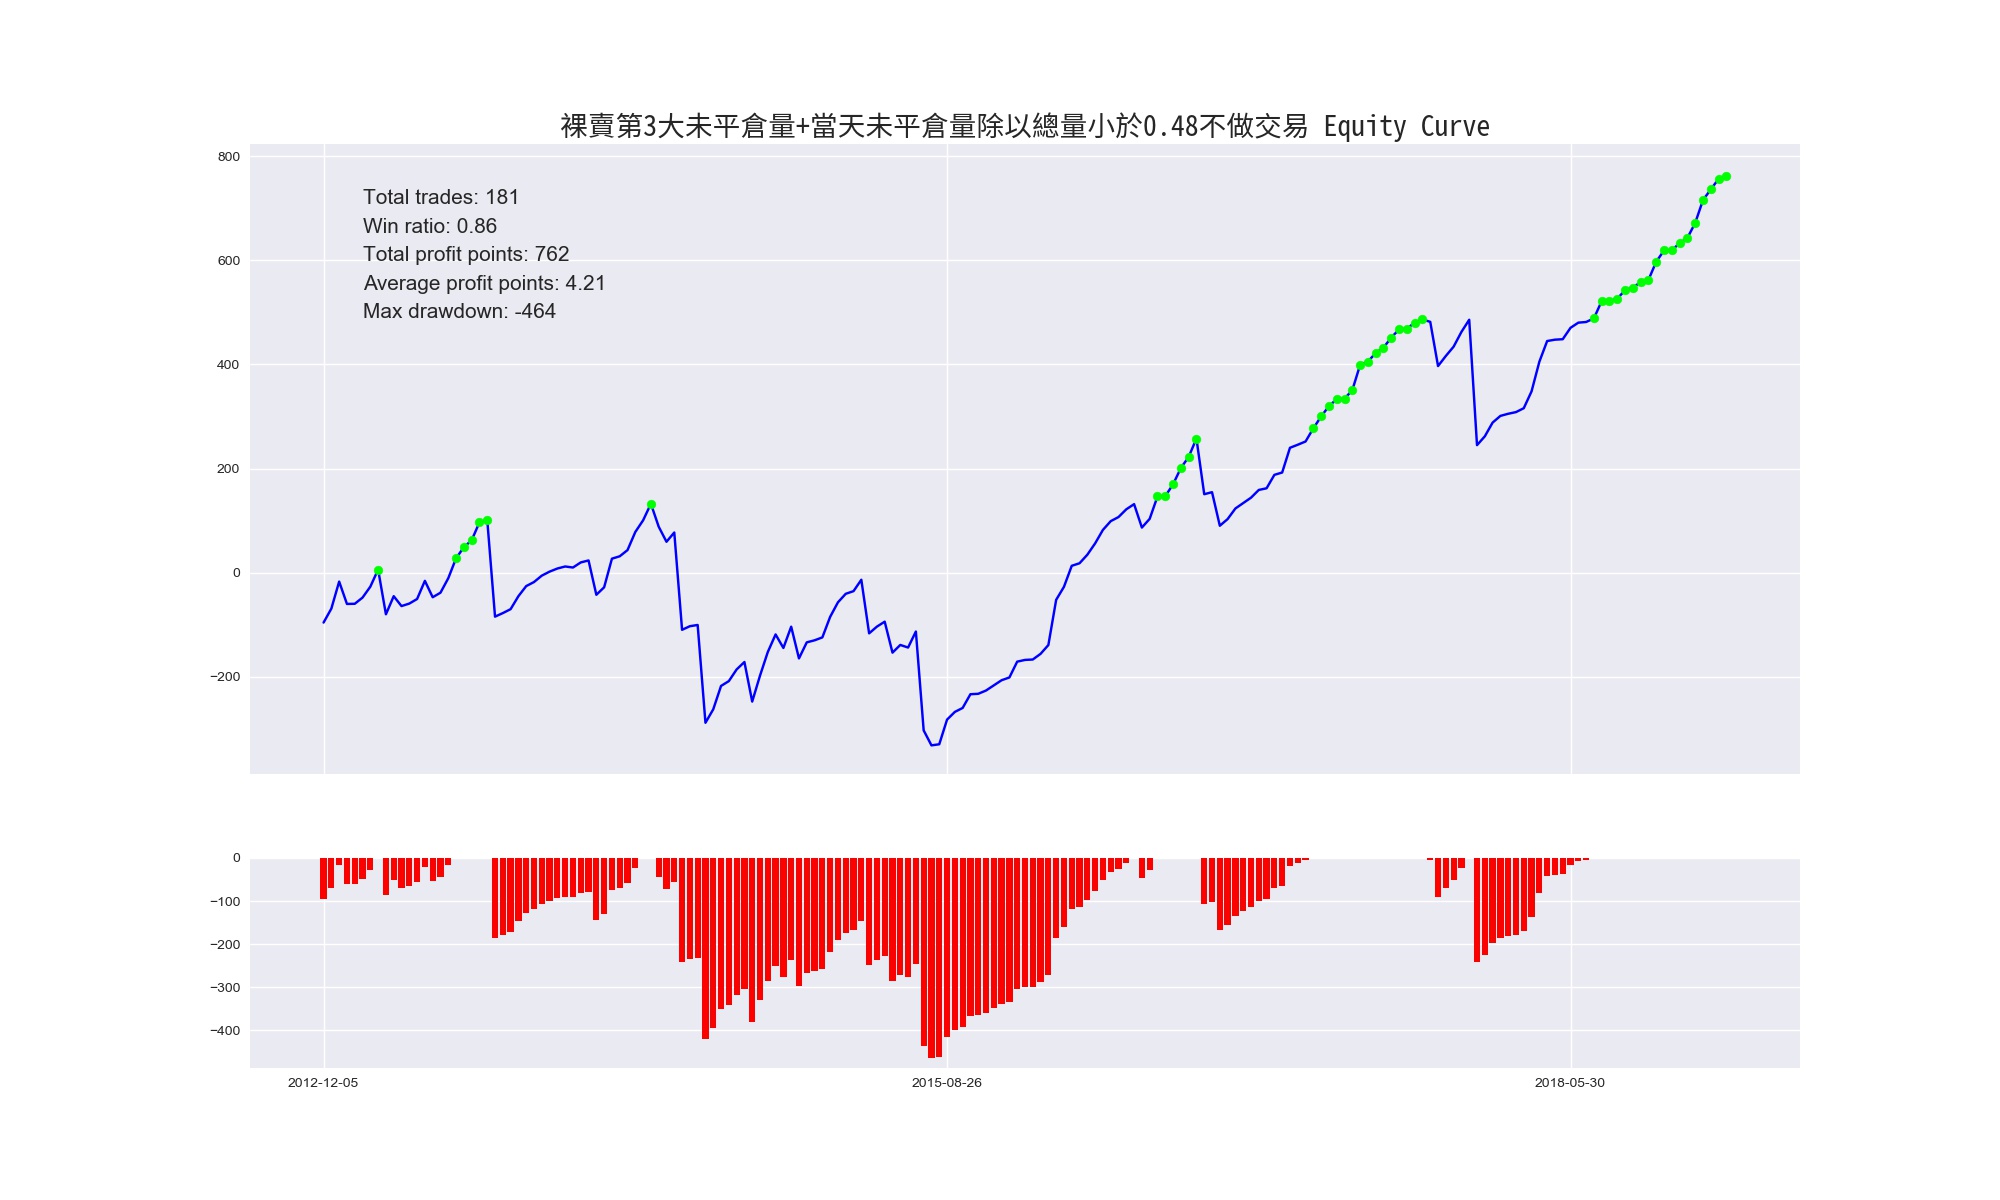 裸賣第3大未平倉量+當天未平倉量除以總量小於0.48不做交易 Equity Curve
800
Total trades: 181
Win ratio: 0.86
Total profit points: 762
600
Average profit points: 4.21
Max drawdown: -464
400
200
0
−200
0
−100
−200
−300
−400
2012-12-05 2015-08-26 2018-05-30